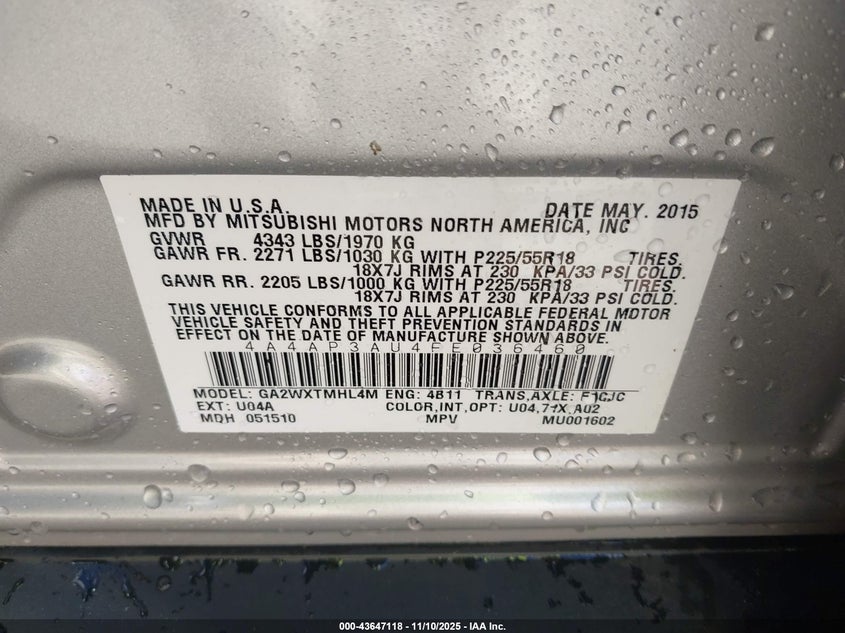 MADE IN U.S.A. DATE MAY. 2015
MFD BY MITSUBISHI MOTORS NORTH AMERICA, INC
GVWR 4343 LBS/1970 KG
GAWR FR. 2271 LBS/1030 KG WITH P225/55R18 TIRES.
18X7J RIMS AT 230 KPA/33 PSI COLD.
GAWR RR. 2205 LBS/1000 KG WITH P225/55R18 TIRES.
18X7J RIMS AT 230 KPA/33 PSI COLD.
THIS VEHICLE CONFORMS TO ALL APPLICABLE FEDERAL MOTOR
VEHICLE SAFETY AND THEFT PREVENTION STANDARDS IN
EFFECT ON THE DATE OF MANUFACTURE SHOWN ABOVE.
4A4AP3AU4FE036460
MODEL: GA2WXTMHL4M ENG: 4B11 TRANS,AXLE: F1CJC
EXT: U04A COLOR,INT,OPT: U04,71X,A02
MDH 051510 MPV MU001602
000-43647118 - 11/10/2025 - IAA Inc.